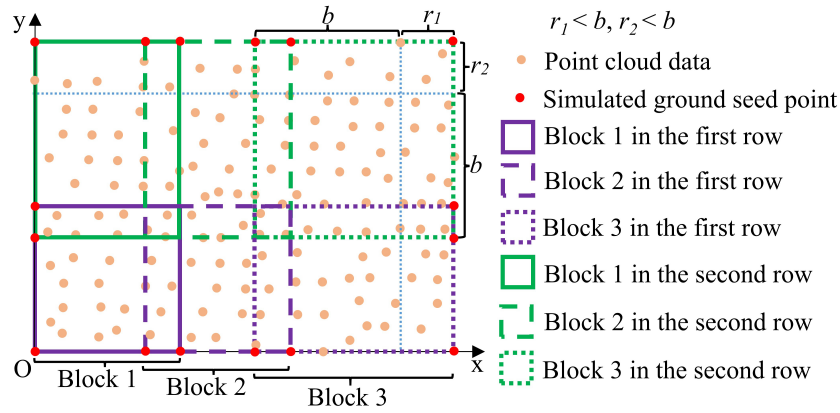 y
b
r1
r2
b
O
x
Block 1
Block 2
Block 3
r1 < b, r2 < b
Point cloud data
Simulated ground seed point
Block 1 in the first row
Block 2 in the first row
Block 3 in the first row
Block 1 in the second row
Block 2 in the second row
Block 3 in the second row